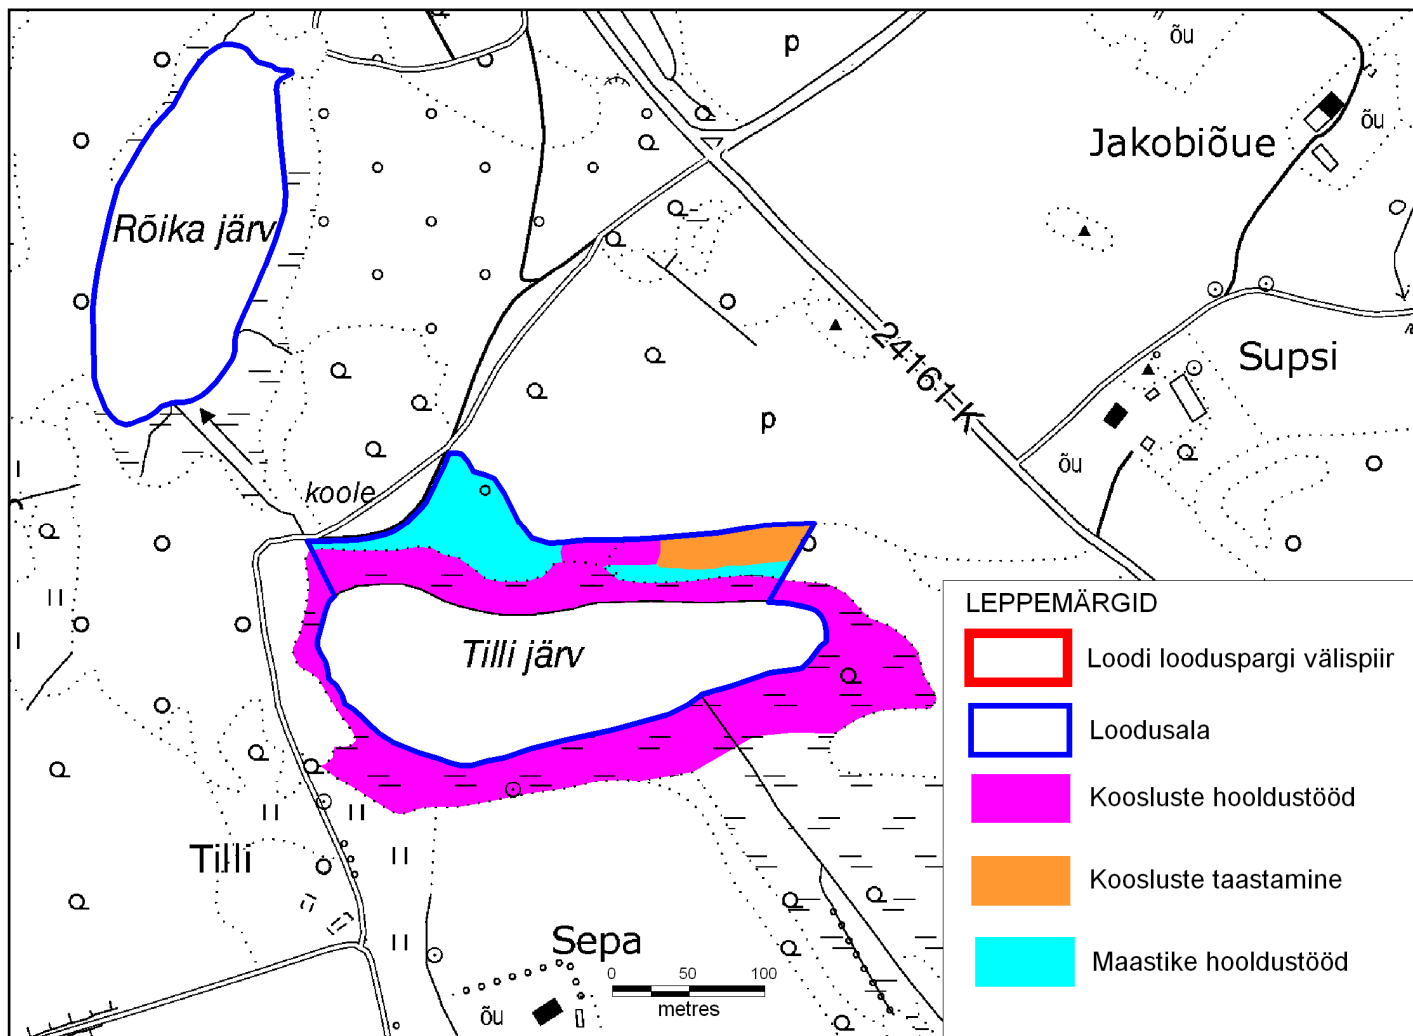 p
õu
õu
Jakobiõue
Rõika järv
24161 K
Supsi
p
õu
koole
LEPPEMÄRGID
Loodi looduspargi välispiir
Tilli järv
Loodusala
Koosluste hooldustööd
Tilli
Koosluste taastamine
Sepa
Maastike hooldustööd
0 50 100
metres
õu